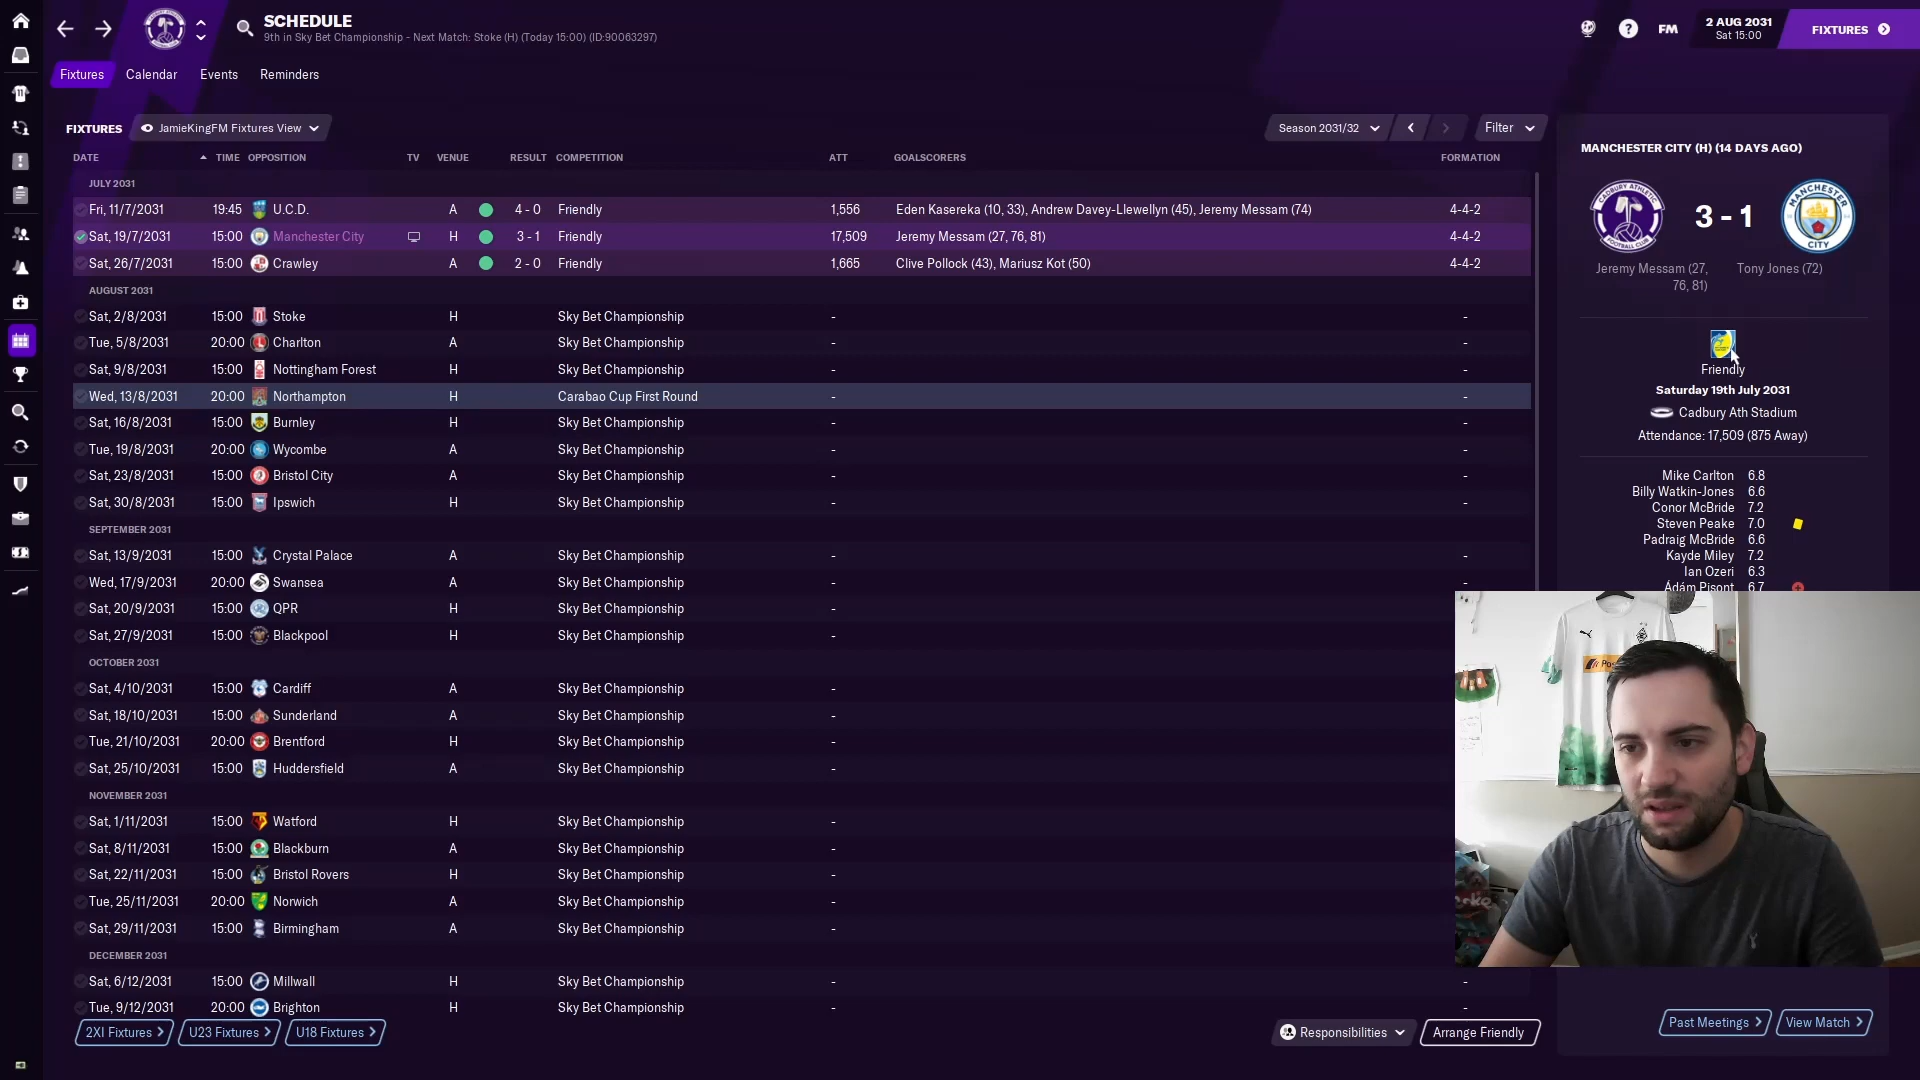 SCHEDULE
9th in Sky Bet Championship - Next Match: Stoke (H) (Today 15:00) (ID:90063297)
FM
2 AUG 2031
Sat 15:00
FIXTURES
Fixtures Calendar Events Reminders
FIXTURES JamieKingFM Fixtures View Season 2031/32 Filter
DATE TIME OPPOSITION TV VENUE RESULT COMPETITION ATT GOALSCORERS FORMATION
JULY 2031
Fri, 11/7/2031 19:45 U.C.D. A 4 - 0 Friendly 1,556 Eden Kasereka (10, 33), Andrew Davey-Llewellyn (45), Jeremy Messam (74) 4-4-2
Sat, 19/7/2031 15:00 Manchester City H 3 - 1 Friendly 17,509 Jeremy Messam (27, 76, 81) 4-4-2
Sat, 26/7/2031 15:00 Crawley A 2 - 0 Friendly 1,665 Clive Pollock (43), Mariusz Kot (50) 4-4-2
AUGUST 2031
Sat, 2/8/2031 15:00 Stoke H Sky Bet Championship - -
Tue, 5/8/2031 20:00 Charlton A Sky Bet Championship - -
Sat, 9/8/2031 15:00 Nottingham Forest H Sky Bet Championship - -
Wed, 13/8/2031 20:00 Northampton H Carabao Cup First Round - -
Sat, 16/8/2031 15:00 Burnley H Sky Bet Championship - -
Tue, 19/8/2031 20:00 Wycombe A Sky Bet Championship - -
Sat, 23/8/2031 15:00 Bristol City A Sky Bet Championship - -
Sat, 30/8/2031 15:00 Ipswich H Sky Bet Championship - -
SEPTEMBER 2031
Sat, 13/9/2031 15:00 Crystal Palace A Sky Bet Championship - -
Wed, 17/9/2031 20:00 Swansea A Sky Bet Championship - -
Sat, 20/9/2031 15:00 QPR H Sky Bet Championship -
Sat, 27/9/2031 15:00 Blackpool H Sky Bet Championship -
OCTOBER 2031
Sat, 4/10/2031 15:00 Cardiff A Sky Bet Championship -
Sat, 18/10/2031 15:00 Sunderland A Sky Bet Championship -
Tue, 21/10/2031 20:00 Brentford H Sky Bet Championship -
Sat, 25/10/2031 15:00 Huddersfield A Sky Bet Championship -
NOVEMBER 2031
Sat, 1/11/2031 15:00 Watford H Sky Bet Championship -
Sat, 8/11/2031 15:00 Blackburn A Sky Bet Championship -
Sat, 22/11/2031 15:00 Bristol Rovers H Sky Bet Championship -
Tue, 25/11/2031 20:00 Norwich A Sky Bet Championship -
Sat, 29/11/2031 15:00 Birmingham A Sky Bet Championship -
DECEMBER 2031
Sat, 6/12/2031 15:00 Millwall H Sky Bet Championship - -
Tue, 9/12/2031 20:00 Brighton H Sky Bet Championship - -
2XI Fixtures U23 Fixtures U18 Fixtures Responsibilities Arrange Friendly
MANCHESTER CITY (H) (14 DAYS AGO)
CADBURY ATHLETIC
FOOTBALL CLUB
3 - 1
MANCHESTER
CITY
Jeremy Messam (27,
76, 81)
Tony Jones (72)
Friendly
Saturday 19th July 2031
Cadbury Ath Stadium
Attendance: 17,509 (875 Away)
Mike Carlton 6.8
Billy Watkin-Jones 6.6
Conor McBride 7.2
Steven Peake 7.0
Padraig McBride 6.6
Kayde Miley 7.2
Ian Ozeri 6.3
Ádám Pisont 6.7
Past Meetings View Match